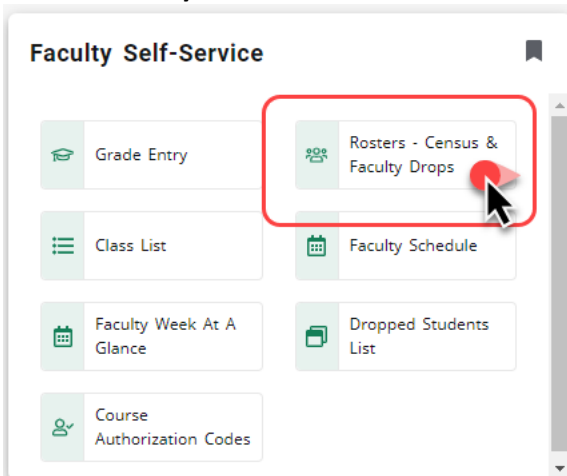 Faculty Self-Service
Grade Entry
Rosters - Census &
Faculty Drops
Class List
Faculty Schedule
Faculty Week At A
Glance
Dropped Students
List
Course
Authorization Codes